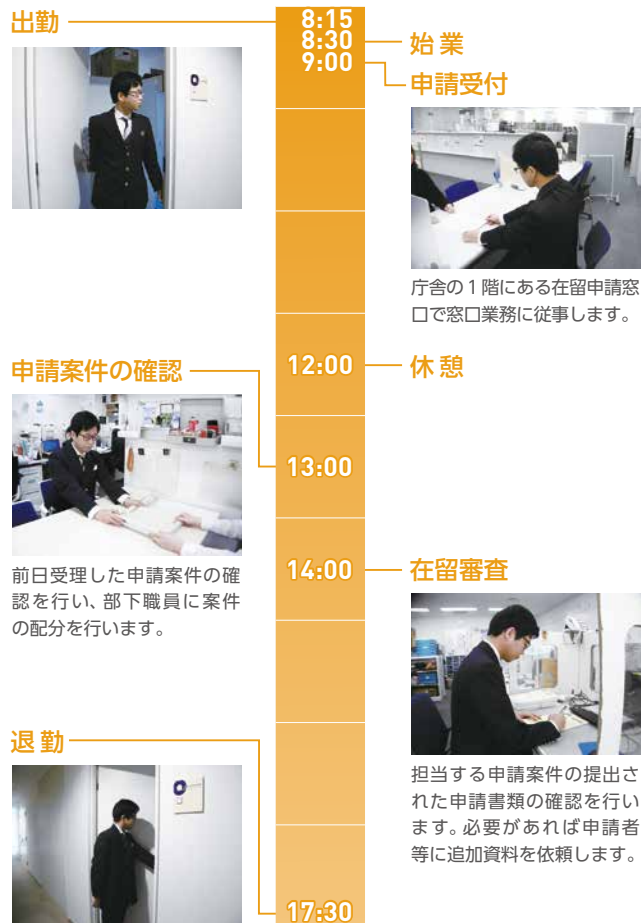 出勤
8:15
8:30
始業
9:00
申請受付
庁舎の1階にある在留申請窓
口で窓口業務に従事します。
12:00
休憩
申請案件の確認
13:00
前日受理した申請案件の確
認を行い、部下職員に案件
の配分を行います。
14:00
在留審査
担当する申請案件の提出さ
れた申請書類の確認を行い
ます。必要があれば申請者
等に追加資料を依頼します。
退勤
17:30